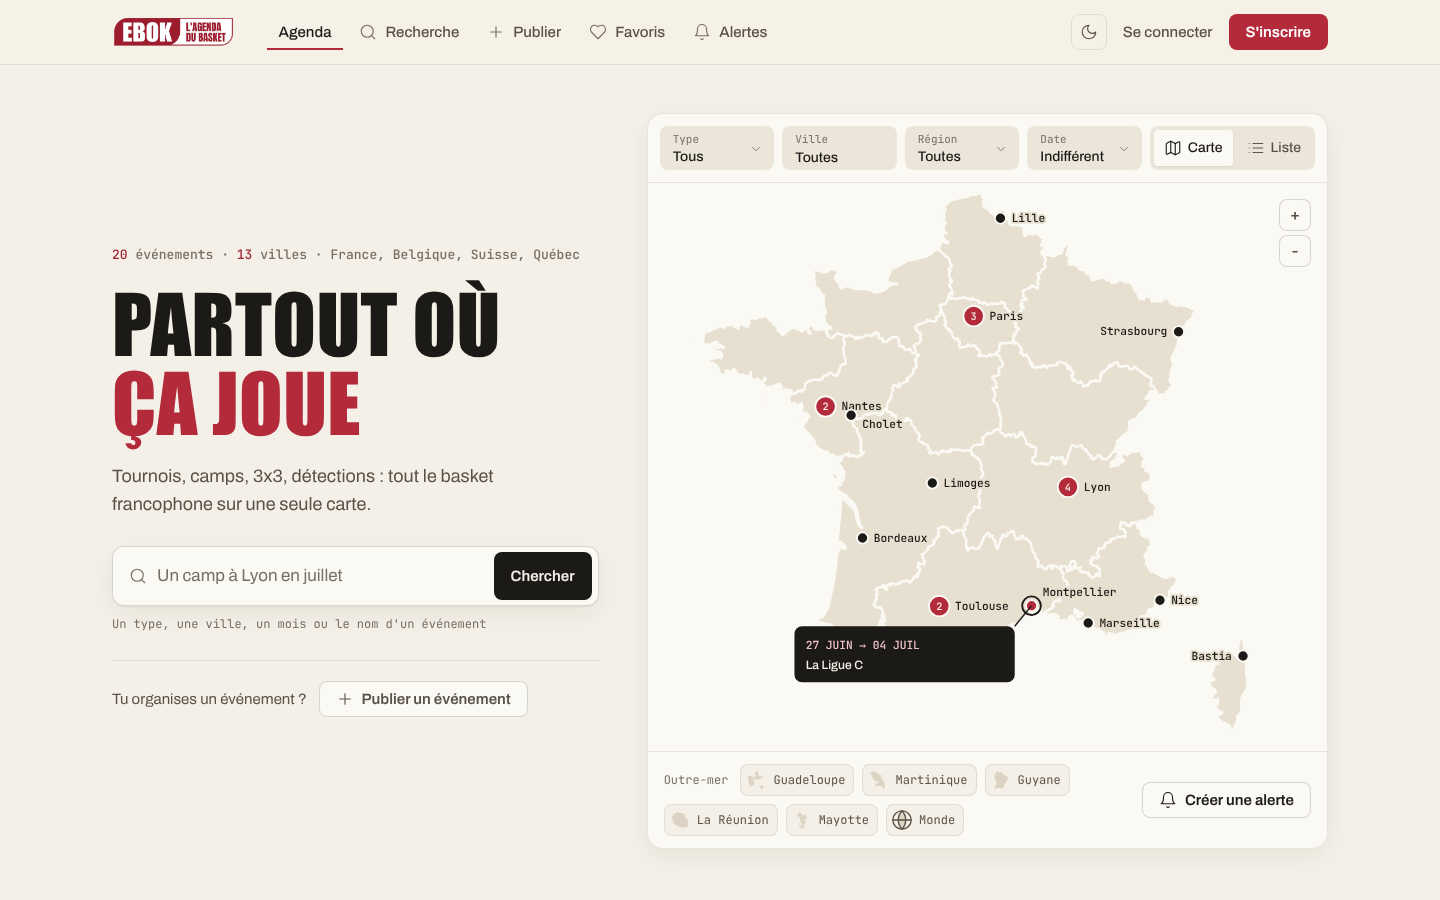 EBOK L'AGENDA DU BASKET
Agenda
Recherche
Publier
Favoris
Alertes
Se connecter
S'inscrire
20 événements · 13 villes · France, Belgique, Suisse, Québec
PARTOUT OÙ
ÇA JOUE
Tournois, camps, 3x3, détections : tout le basket
francophone sur une seule carte.
Un camp à Lyon en juillet
Chercher
Un type, une ville, un mois ou le nom d'un événement
Tu organises un événement ?
Publier un événement
Type
Tous
Ville
Toutes
Région
Toutes
Date
Indifférent
Carte
Liste
+
-
Lille
3 Paris
Strasbourg
2 Nantes
Cholet
Limoges
4 Lyon
Bordeaux
Montpellier
2 Toulouse
Nice
Marseille
27 JUIN → 04 JUIL
La Ligue C
Bastia
Outre-mer
Guadeloupe
Martinique
Guyane
La Réunion
Mayotte
Monde
Créer une alerte